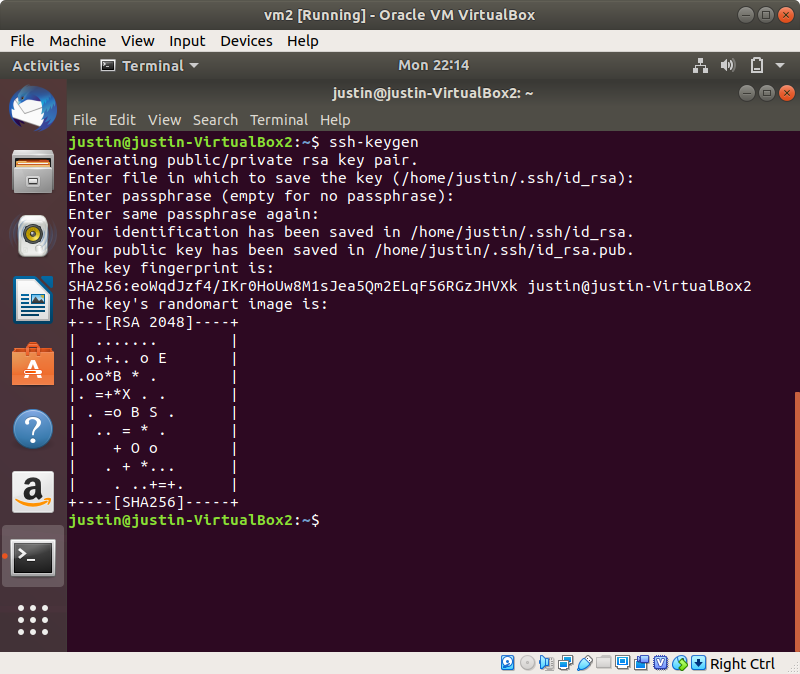 vm2 [Running] - Oracle VM VirtualBox
File Machine View Input Devices Help
Activities Terminal Mon 22:14
justin@justin-VirtualBox2: ~
File Edit View Search Terminal Help
justin@justin-VirtualBox2:~$ ssh-keygen
Generating public/private rsa key pair.
Enter file in which to save the key (/home/justin/.ssh/id_rsa):
Enter passphrase (empty for no passphrase):
Enter same passphrase again:
Your identification has been saved in /home/justin/.ssh/id_rsa.
Your public key has been saved in /home/justin/.ssh/id_rsa.pub.
The key fingerprint is:
SHA256:eoWqdJzf4/IKr0HoUw8M1sJea5Qm2ELqF56RGzJHVXk justin@justin-VirtualBox2
The key's randomart image is:
+---[RSA 2048]----+
|  .......        |
| o.+.. o E       |
|.oo*B * .        |
|. =+*X . .       |
| . =o B S .      |
|  .. = * .       |
|    + O o        |
|   . + *...      |
|    . ..+=+.     |
+----[SHA256]-----+
justin@justin-VirtualBox2:~$
Right Ctrl